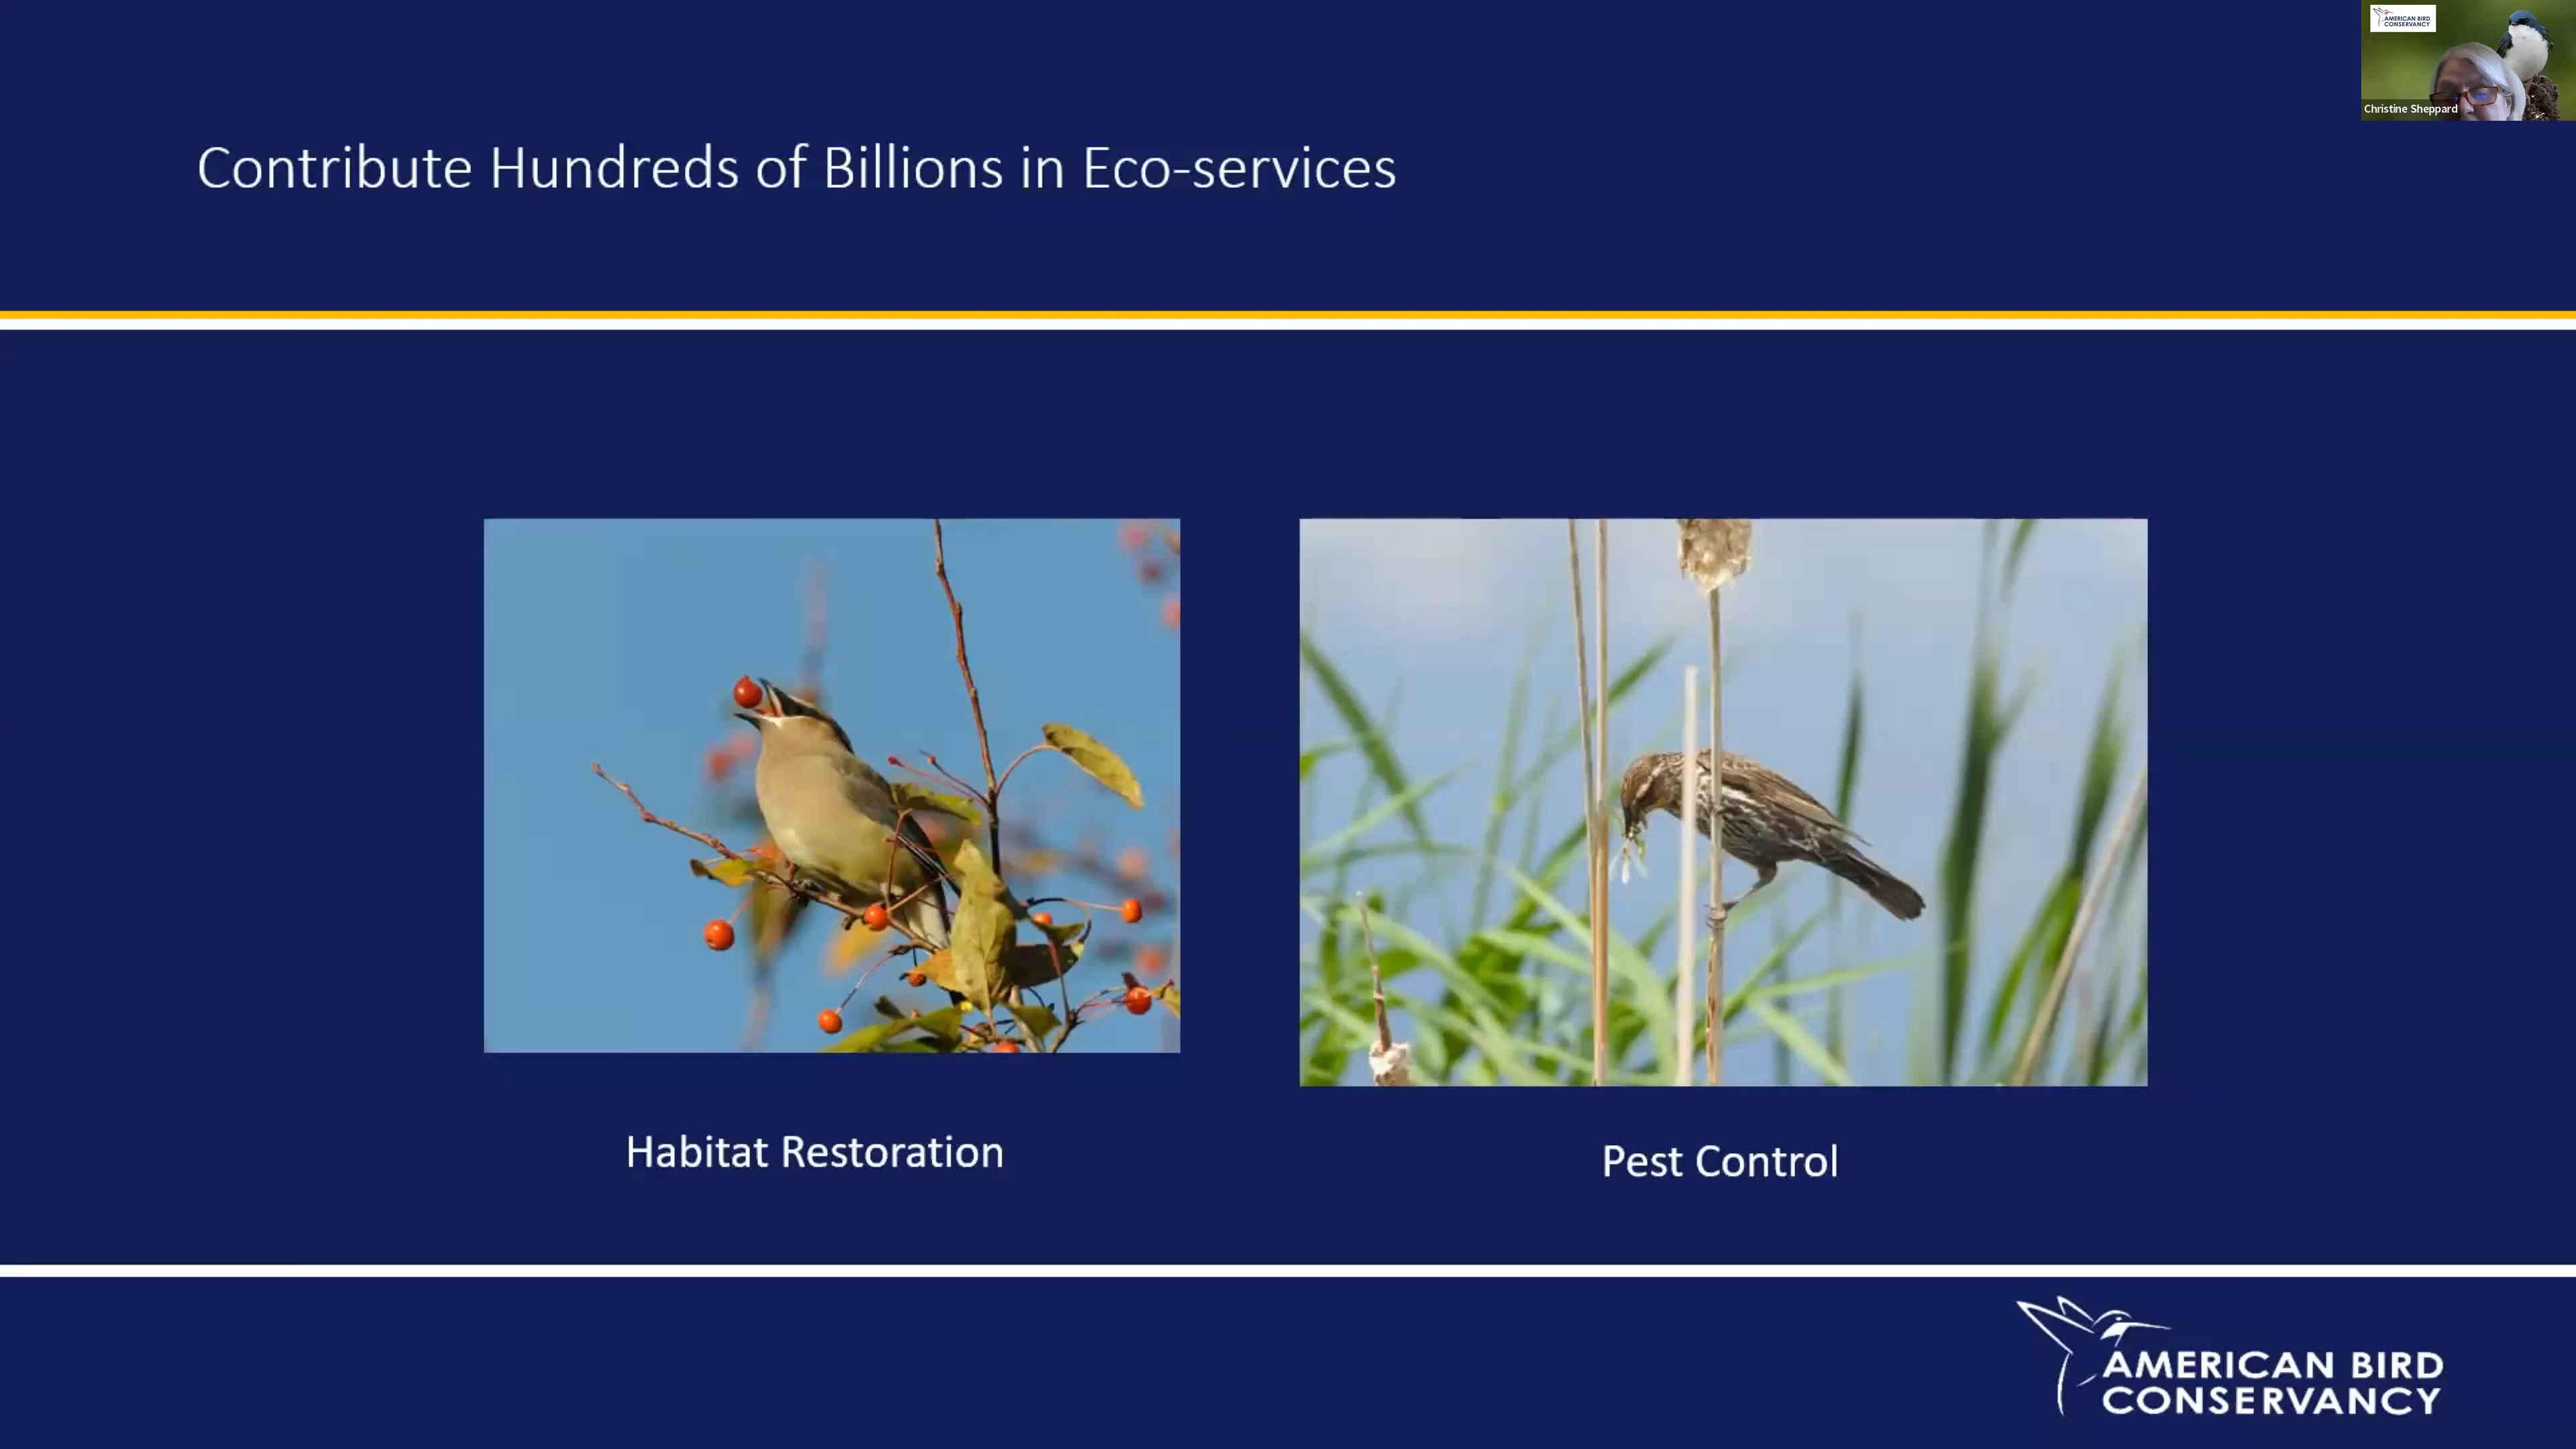 AMERICAN BIRD
CONSERVANCY
Christine Sheppard
Contribute Hundreds of Billions in Eco-services
Habitat Restoration
Pest Control
AMERICAN BIRD
CONSERVANCY